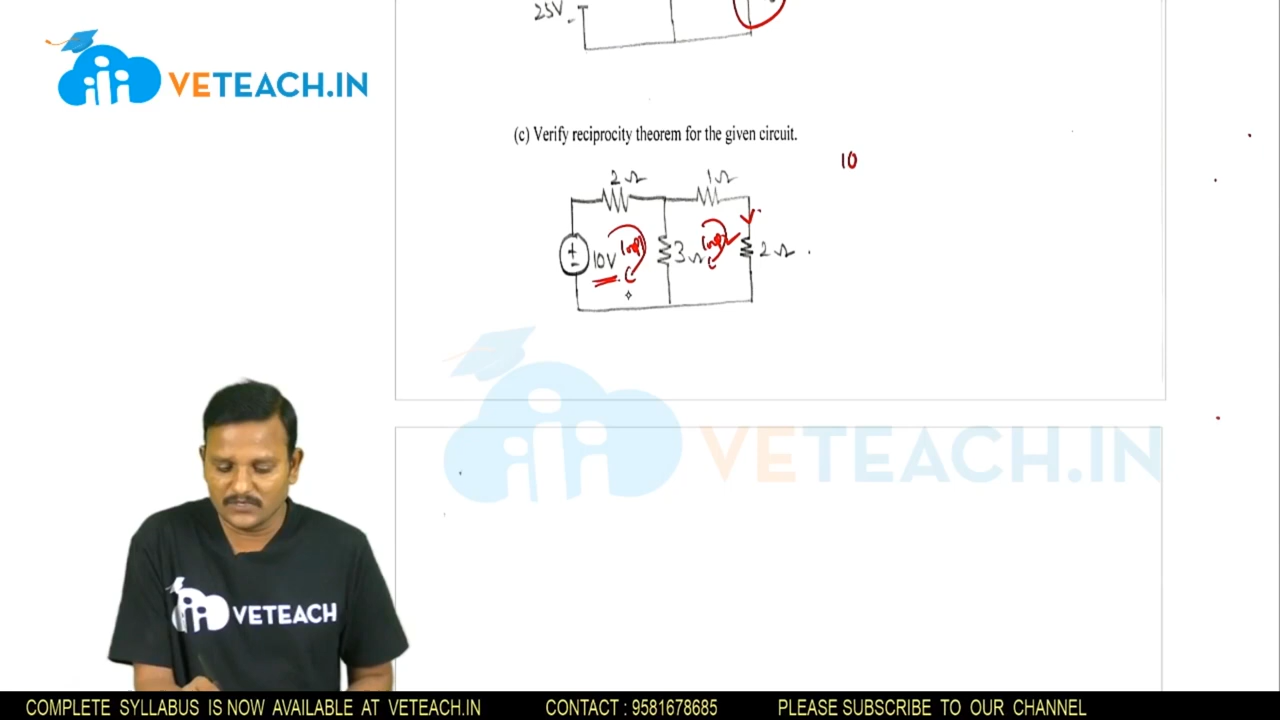 25V
VETEACH.IN
(c) Verify reciprocity theorem for the given circuit.
10
2Ω
1Ω
10V
3Ω
2Ω
VETEACH.IN
VETEACH
COMPLETE SYLLABUS IS NOW AVAILABLE AT VETEACH.IN CONTACT : 9581678685 PLEASE SUBSCRIBE TO OUR CHANNEL